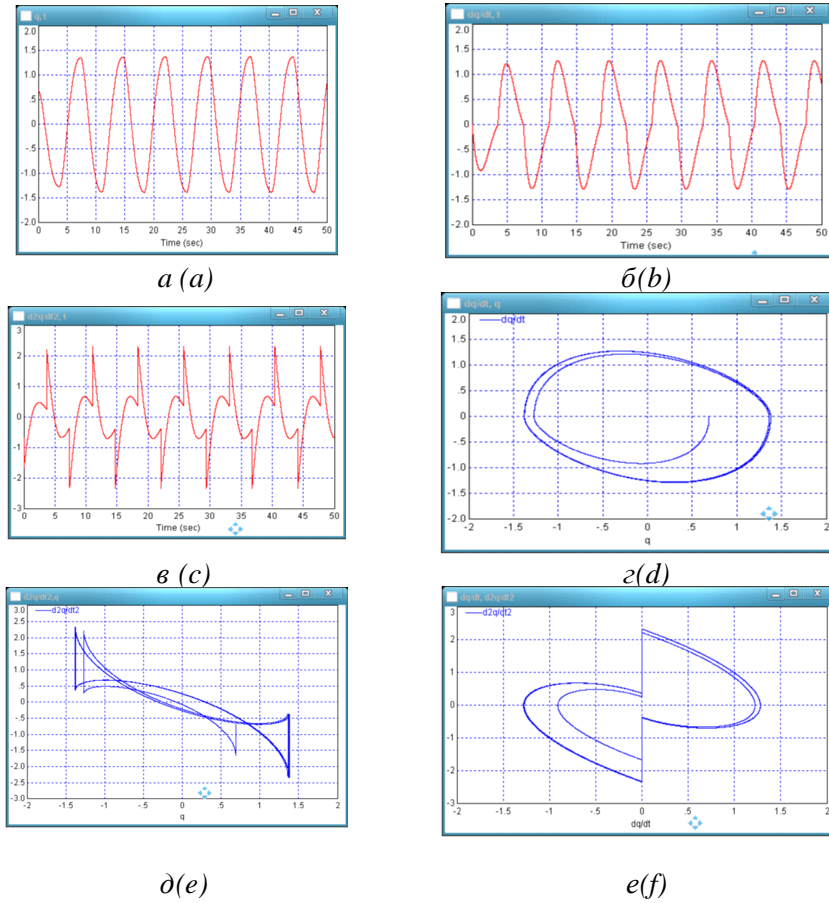 q, t
2.0
1.5
1.0
.5
0
-.5
-1.0
-1.5
2.0
0 5 10 15 20 25 30 35 40 45 50
Time (sec)
а (a)
dq/dt, t
2.0
1.5
1.0
.5
0
-.5
-1.0
-1.5
-2.0
0 5 10 15 20 25 30 35 40 45 50
Time (sec)
б(b)
d2q/dt2, t
3
2
1
0
-1
-2
-3
0 5 10 15 20 25 30 35 40 45 50
Time (sec)
в (c)
dq/dt, q
dq/dt
2.0
1.5
1.0
.5
0
-.5
-1.0
-1.5
-2.0
-2 -1.5 -1 -.5 0 .5 1 1.5 2
q
г(d)
d2q/dt2,q
d2q/dt2
3.0
2.5
2.0
1.5
1.0
.5
0
-.5
-1.0
-1.5
-2.0
-2.5
-3.0
-2 -1.5 -1 -.5 0 .5 1 1.5 2
q
д(e)
dq/dt, d2q/dt2
d2q/dt2
3
2
1
0
-1
-2
-3
-2 -1.5 -1 -.5 0 .5 1 1.5 2
dq/dt
е(f)